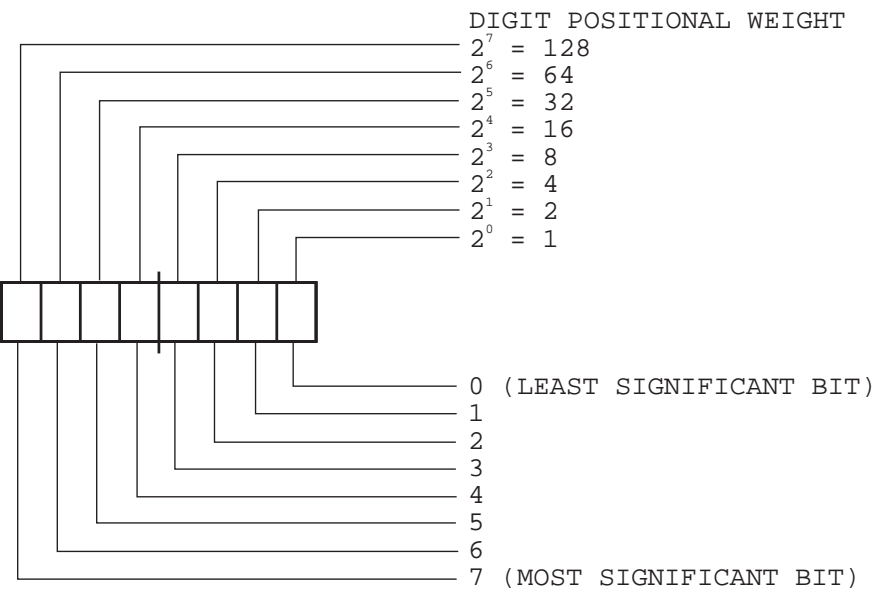 DIGIT POSITIONAL WEIGHT
2⁷ = 128
2⁶ = 64
2⁵ = 32
2⁴ = 16
2³ = 8
2² = 4
2¹ = 2
2⁰ = 1
0 (LEAST SIGNIFICANT BIT)
1
2
3
4
5
6
7 (MOST SIGNIFICANT BIT)